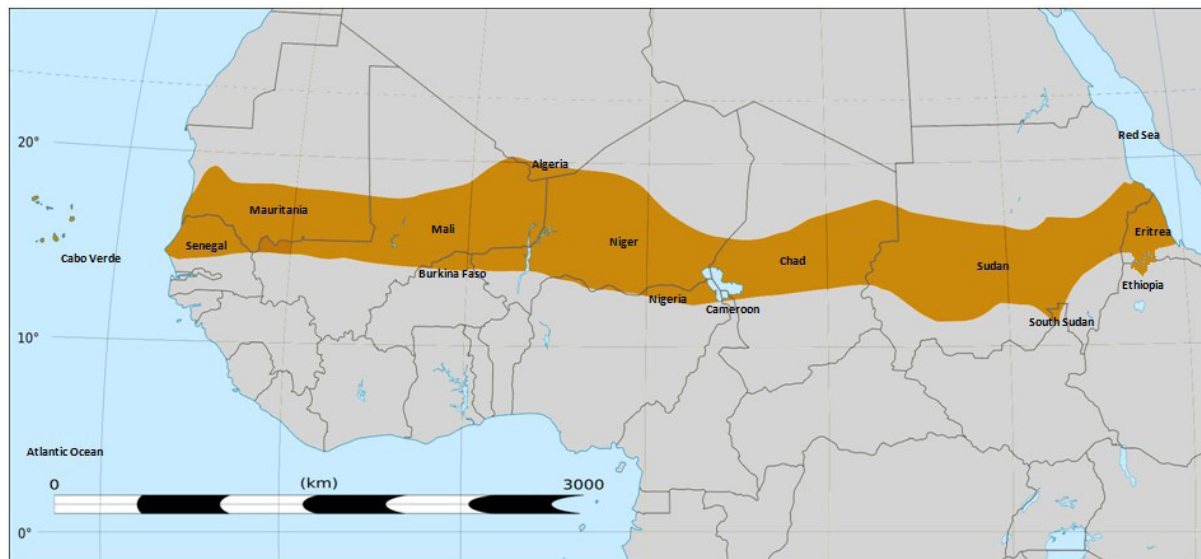 Red Sea
20°
Algeria
Mauritania
Mali
Senegal
Niger
Eritrea
Cabo Verde
Chad
Sudan
Burkina Faso
Ethiopia
Nigeria
Cameroon
South Sudan
10°
Atlantic Ocean
0 (km) 3000
0°